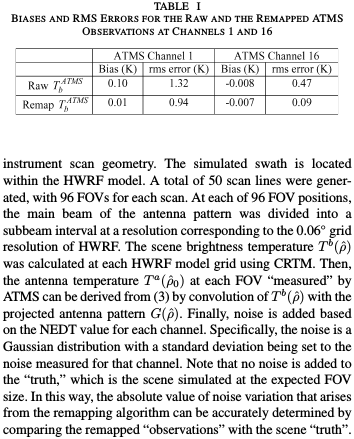 TABLE I
BIASES AND RMS ERRORS FOR THE RAW AND THE REMAPPED ATMS
OBSERVATIONS AT CHANNELS 1 AND 16
ATMS Channel 1 ATMS Channel 16
Bias (K) rms error (K) Bias (K) rms error (K)
Raw T_b^{ATMS} 0.10 1.32 -0.008 0.47
Remap T_b^{ATMS} 0.01 0.94 -0.007 0.09
instrument scan geometry. The simulated swath is located
within the HWRF model. A total of 50 scan lines were gener-
ated, with 96 FOVs for each scan. At each of 96 FOV positions,
the main beam of the antenna pattern was divided into a
subbeam interval at a resolution corresponding to the 0.06° grid
resolution of HWRF. The scene brightness temperature T^b(ρ̂)
was calculated at each HWRF model grid using CRTM. Then,
the antenna temperature T^a(ρ̂₀) at each FOV “measured” by
ATMS can be derived from (3) by convolution of T^b(ρ̂) with the
projected antenna pattern G(ρ̂). Finally, noise is added based
on the NEDT value for each channel. Specifically, the noise is a
Gaussian distribution with a standard deviation being set to the
noise measured for that channel. Note that no noise is added to
the “truth,” which is the scene simulated at the expected FOV
size. In this way, the absolute value of noise variation that arises
from the remapping algorithm can be accurately determined by
comparing the remapped “observations” with the scene “truth”.